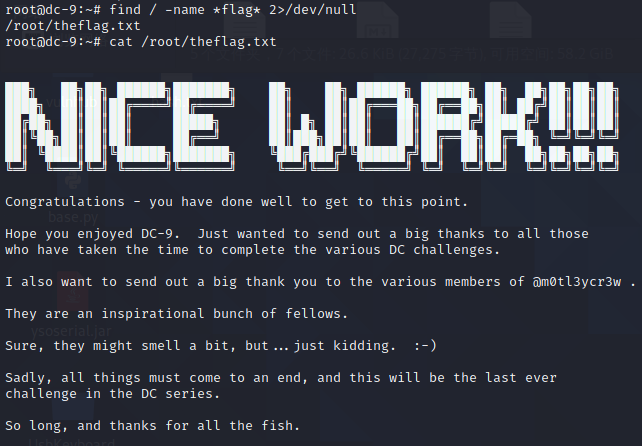 root@dc-9:~# find / -name *flag* 2>/dev/null
/root/theflag.txt
root@dc-9:~# cat /root/theflag.txt
NICE WORK!!!
Congratulations - you have done well to get to this point.
Hope you enjoyed DC-9.  Just wanted to send out a big thanks to all those
who have taken the time to complete the various DC challenges.
I also want to send out a big thank you to the various members of @m0tl3ycr3w .
They are an inspirational bunch of fellows.
Sure, they might smell a bit, but...just kidding.  :-)
Sadly, all things must come to an end, and this will be the last ever
challenge in the DC series.
So long, and thanks for all the fish.
base.py
ysoserial.jar